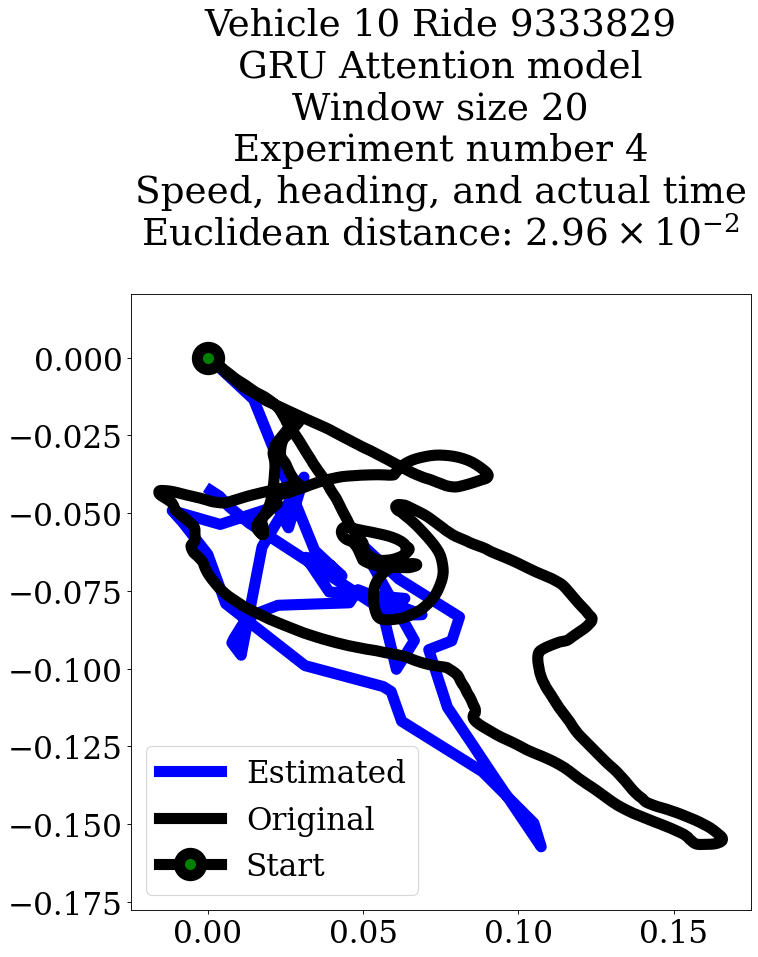 Vehicle 10 Ride 9333829
GRU Attention model
Window size 20
Experiment number 4
Speed, heading, and actual time
Euclidean distance: 2.96 × 10⁻²
0.000
−0.025
−0.050
−0.075
−0.100
−0.125
−0.150
−0.175
Estimated
Original
Start
0.00 0.05 0.10 0.15